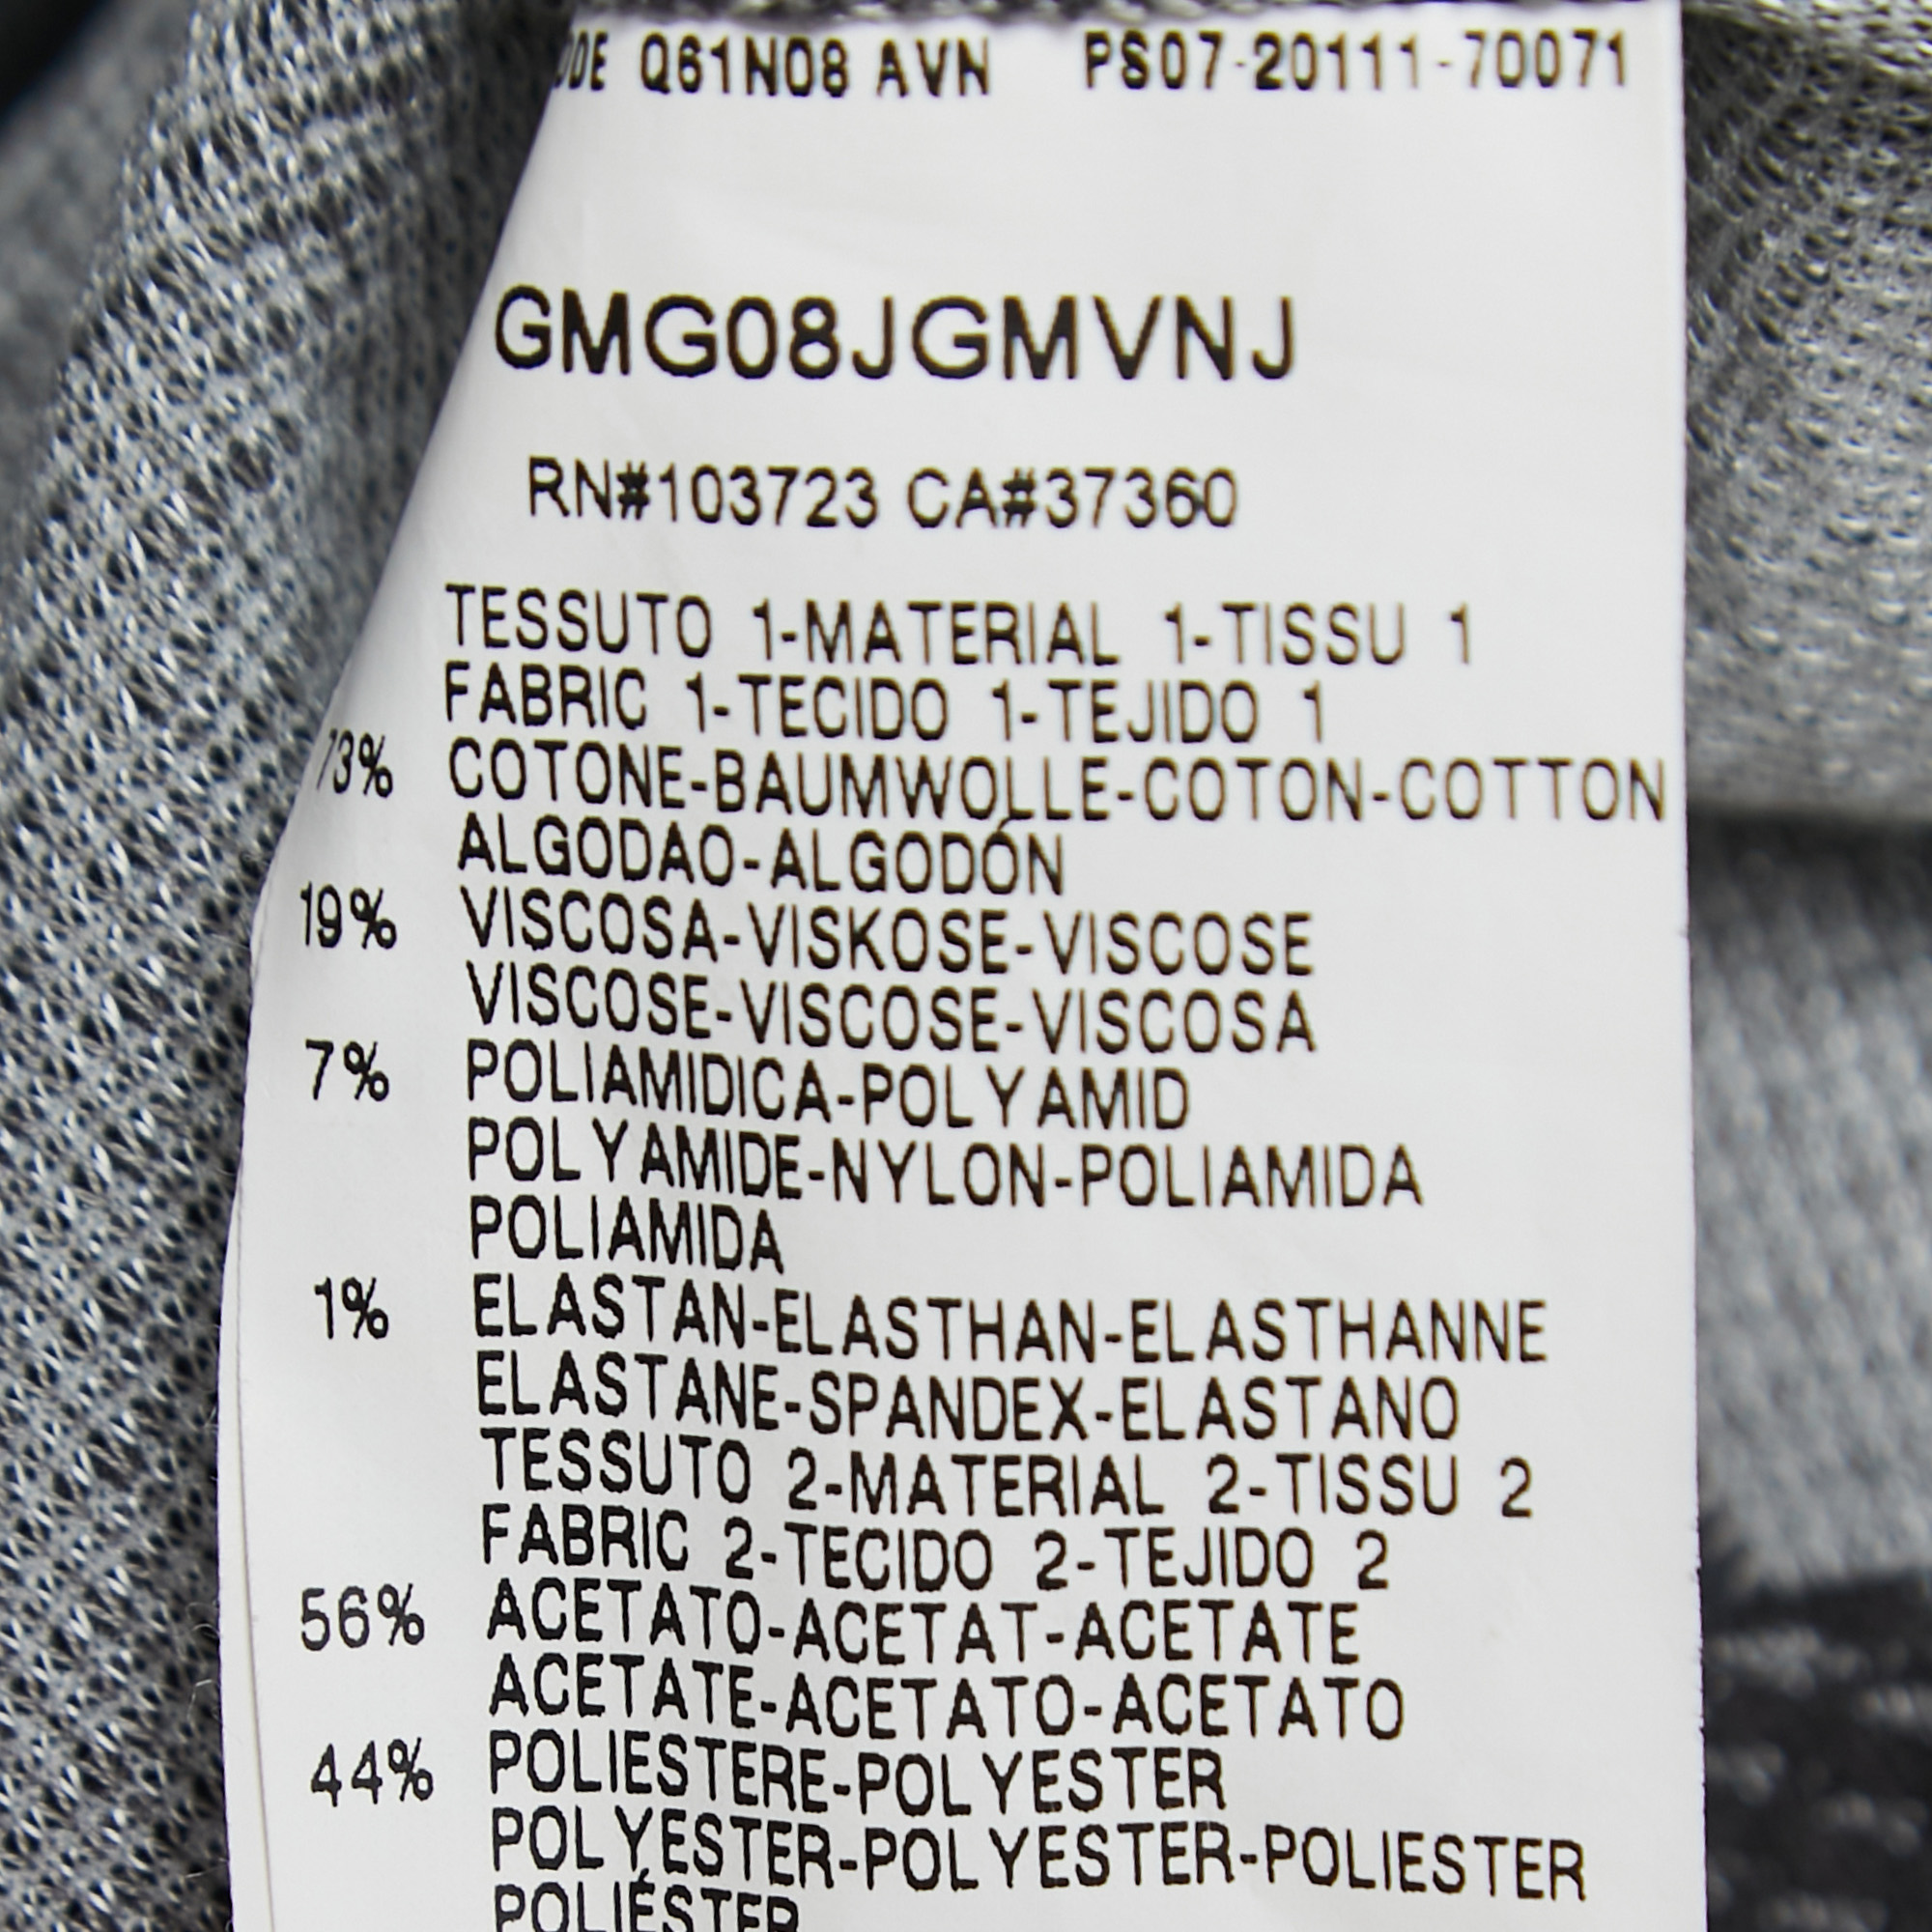 Q61N08 AVN PS07-20111-70071
GMG08JGMVNJ
RN#103723 CA#37360
TESSUTO 1-MATERIAL 1-TISSU 1
FABRIC 1-TECIDO 1-TEJIDO 1
73% COTONE-BAUMWOLLE-COTON-COTTON
ALGODAO-ALGODÓN
19% VISCOSA-VISKOSE-VISCOSE
VISCOSE-VISCOSE-VISCOSA
7% POLIAMIDICA-POLYAMID
POLYAMIDE-NYLON-POLIAMIDA
POLIAMIDA
1% ELASTAN-ELASTHAN-ELASTHANNE
ELASTANE-SPANDEX-ELASTANO
TESSUTO 2-MATERIAL 2-TISSU 2
FABRIC 2-TECIDO 2-TEJIDO 2
56% ACETATO-ACETAT-ACETATE
ACETATE-ACETATO-ACETATO
44% POLIESTERE-POLYESTER
POLYESTER-POLYESTER-POLIESTER
POLIÉSTER